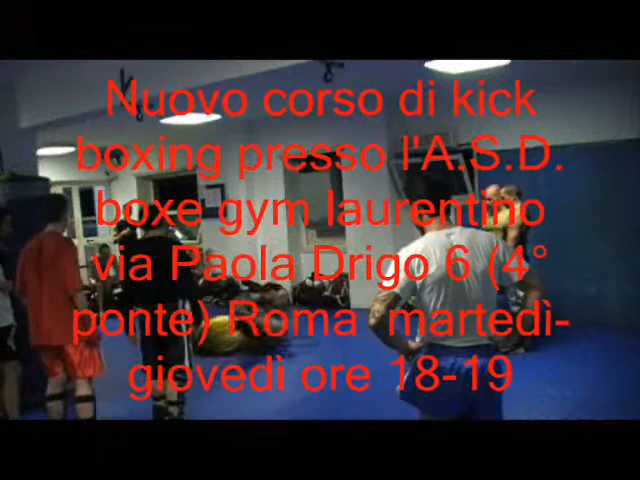 Nuovo corso di kick
boxing presso l'A.S.D.
boxe gym laurentino
via Paola Drigo 6 (4°
ponte) Roma martedì-
giovedì ore 18-19